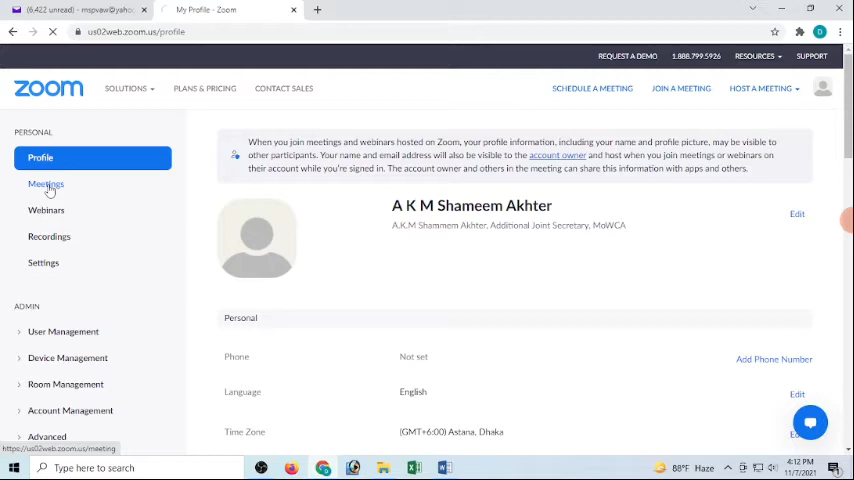 (6,422 unread) - mspvaw@yahoo
My Profile - Zoom
us02web.zoom.us/profile
D
REQUEST A DEMO 1.888.799.5926 RESOURCES SUPPORT
zoom SOLUTIONS PLANS & PRICING CONTACT SALES SCHEDULE A MEETING JOIN A MEETING HOST A MEETING
PERSONAL
Profile
Meetings
Webinars
Recordings
Settings
ADMIN
User Management
Device Management
Room Management
Account Management
Advanced
https://us02web.zoom.us/meeting
When you join meetings and webinars hosted on Zoom, your profile information, including your name and profile picture, may be visible to
other participants. Your name and email address will also be visible to the account owner and host when you join meetings or webinars on
their account while you're signed in. The account owner and others in the meeting can share this information with apps and others.
A K M Shameem Akhter
Edit
A.K.M Shammem Akhter, Additional Joint Secretary, MoWCA
Personal
Phone Not set Add Phone Number
Language English Edit
Time Zone (GMT+6:00) Astana, Dhaka
Type here to search
88°F Haze
4:12 PM
11/7/2021